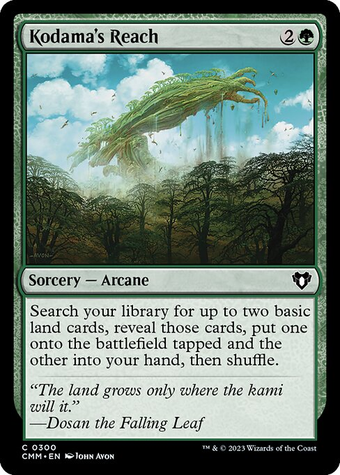 Kodama's Reach 2
Sorcery — Arcane
Search your library for up to two basic
land cards, reveal those cards, put one
onto the battlefield tapped and the
other into your hand, then shuffle.
“The land grows only where the kami
will it.”
—Dosan the Falling Leaf
C 0300
CMM • EN John Avon
™ & © 2023 Wizards of the Coast